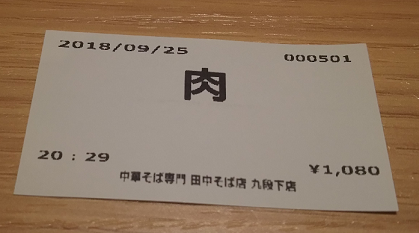 2018/09/25 000501
肉
20:29 ¥1,080
中華そば専門 田中そば店 九段下店